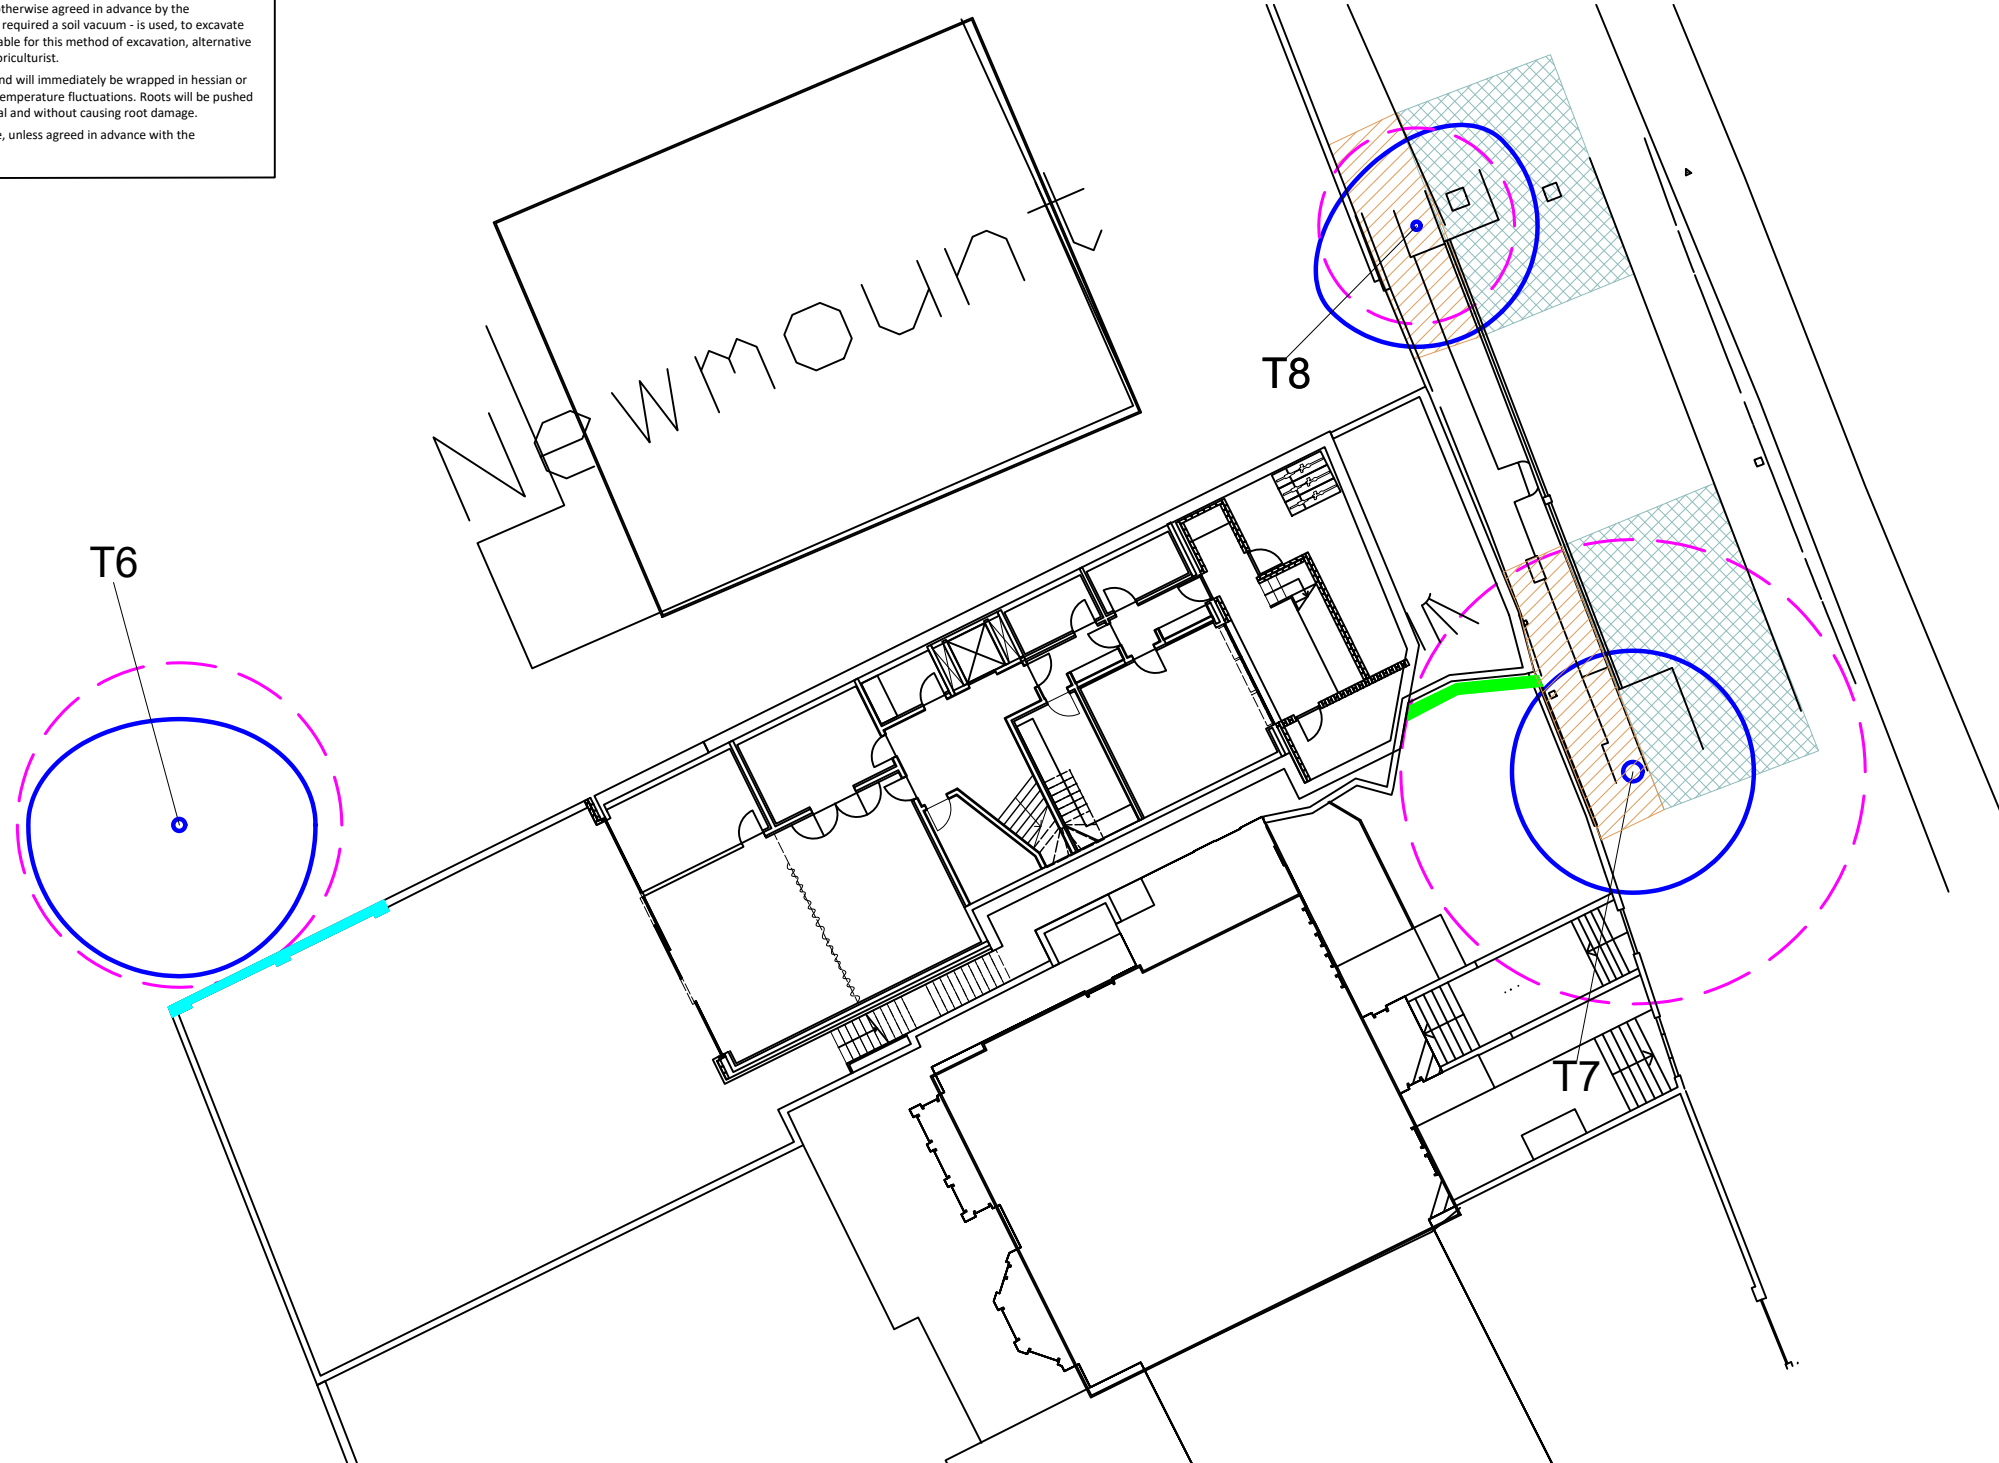 otherwise agreed in advance by the
required a soil vacuum - is used, to excavate
able for this method of excavation, alternative
oriculturist.
nd will immediately be wrapped in hessian or
emperature fluctuations. Roots will be pushed
al and without causing root damage.
e, unless agreed in advance with the
Newmount
T8
T6
T7